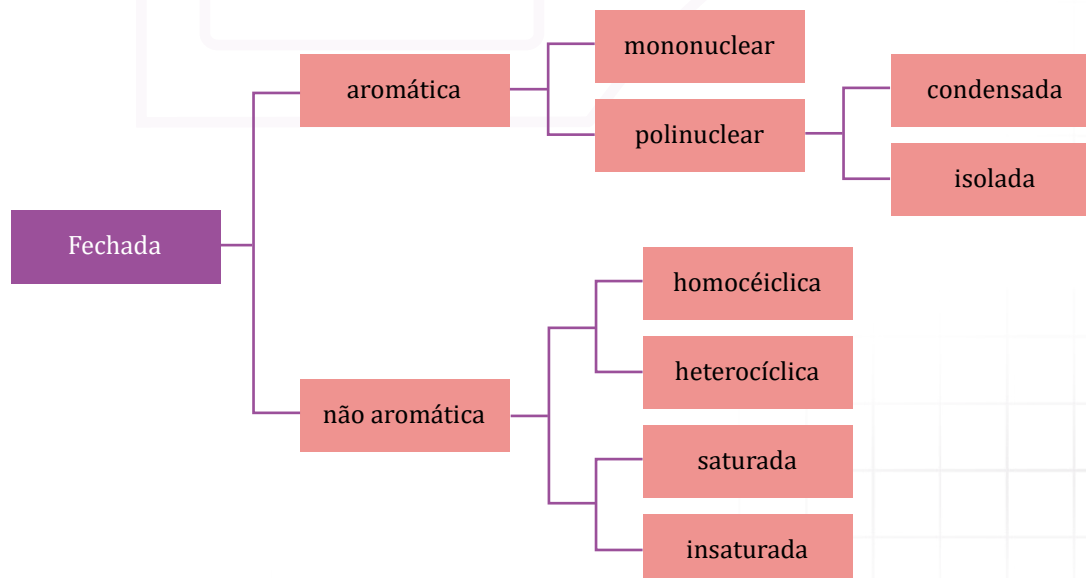 mononuclear
aromática
condensada
polinuclear
isolada
Fechada
homocéiclica
heterocíclica
não aromática
saturada
insaturada